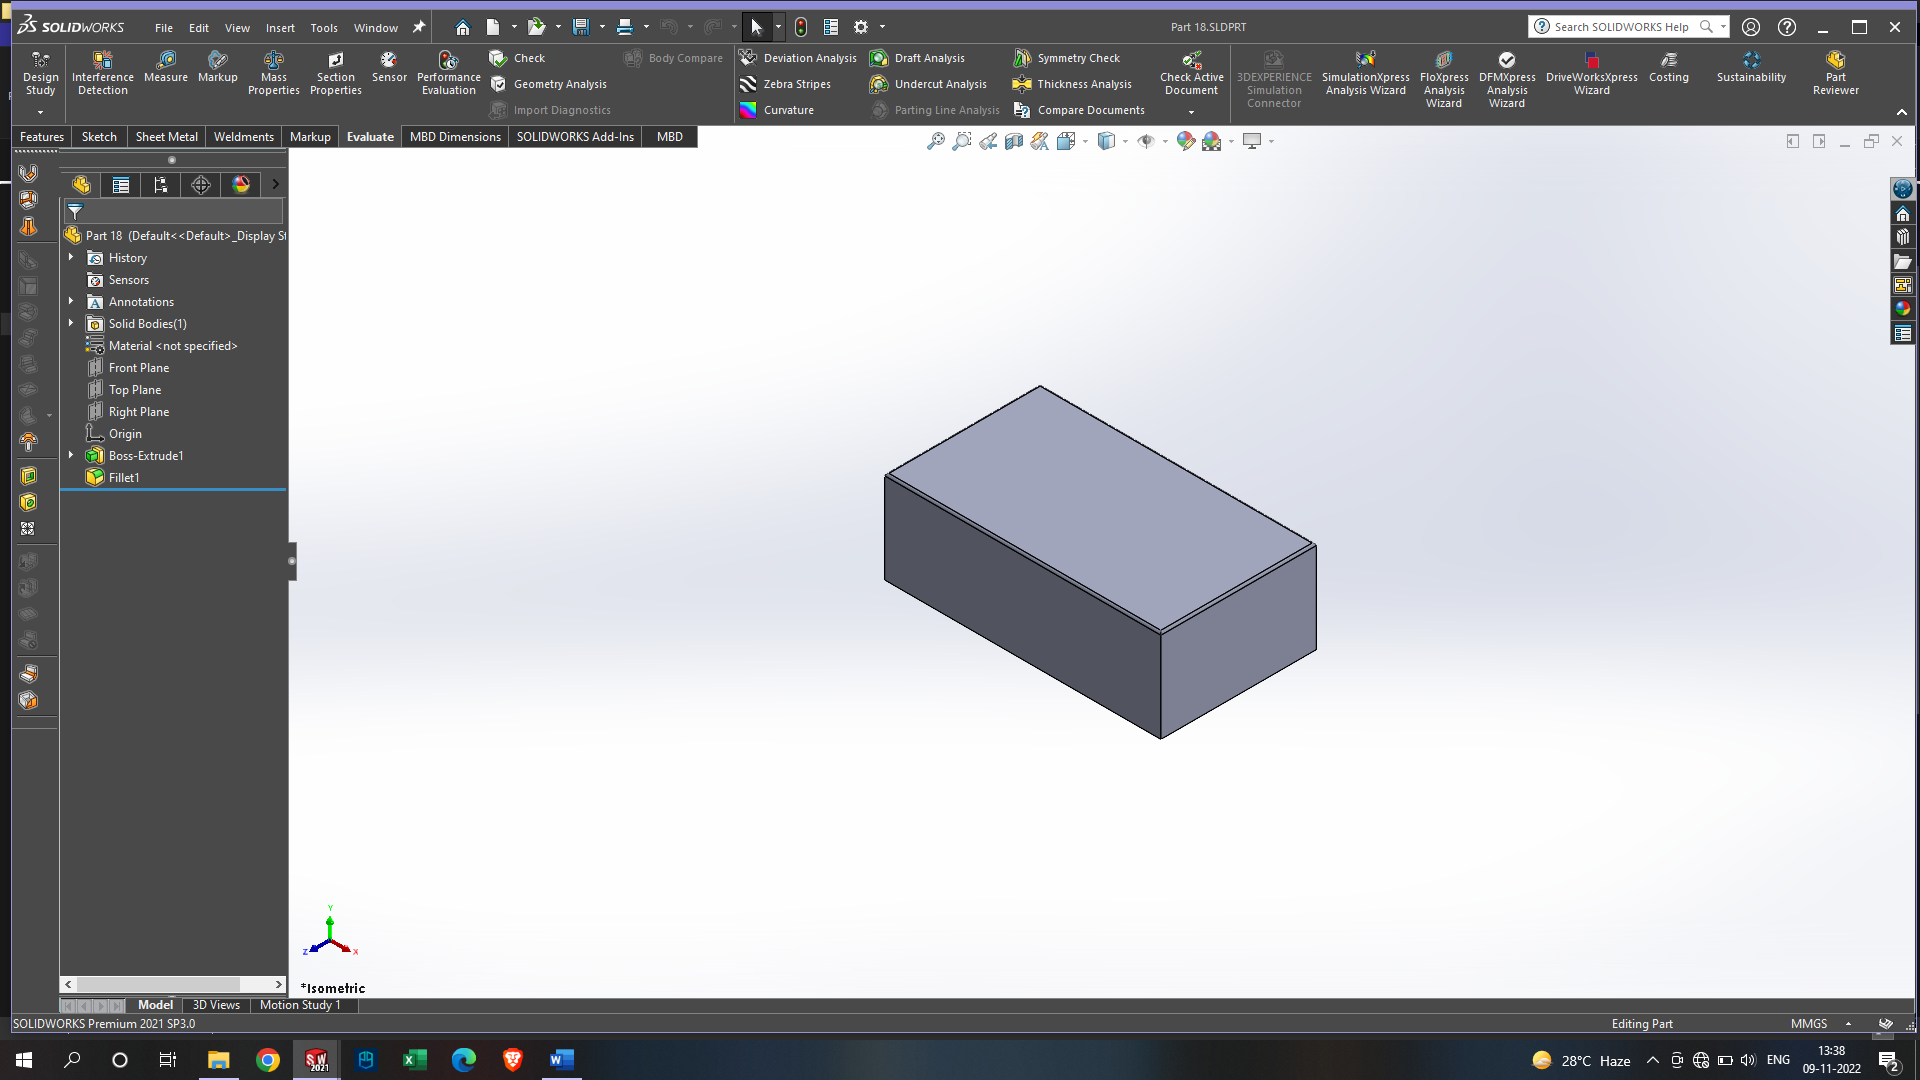 SOLIDWORKS File Edit View Insert Tools Window Part 18.SLDPRT Search SOLIDWORKS Help
Design Study
Interference Detection
Measure
Markup
Mass Properties
Section Properties
Sensor
Performance Evaluation
Check
Geometry Analysis
Import Diagnostics
Body Compare
Deviation Analysis
Zebra Stripes
Curvature
Draft Analysis
Undercut Analysis
Parting Line Analysis
Symmetry Check
Thickness Analysis
Compare Documents
Check Active Document
3DEXPERIENCE Simulation Connector
SimulationXpress Analysis Wizard
FloXpress Analysis Wizard
DFMXpress Analysis Wizard
DriveWorksXpress Wizard
Costing
Sustainability
Part Reviewer
Features Sketch Sheet Metal Weldments Markup Evaluate MBD Dimensions SOLIDWORKS Add-Ins MBD
Part 18 (Default<<Default>_Display St
History
Sensors
Annotations
Solid Bodies(1)
Material <not specified>
Front Plane
Top Plane
Right Plane
Origin
Boss-Extrude1
Fillet1
Y
Z X
*Isometric
Model 3D Views Motion Study 1
SOLIDWORKS Premium 2021 SP3.0 Editing Part MMGS
SW 2021
28°C Haze ENG 13:38
09-11-2022 2